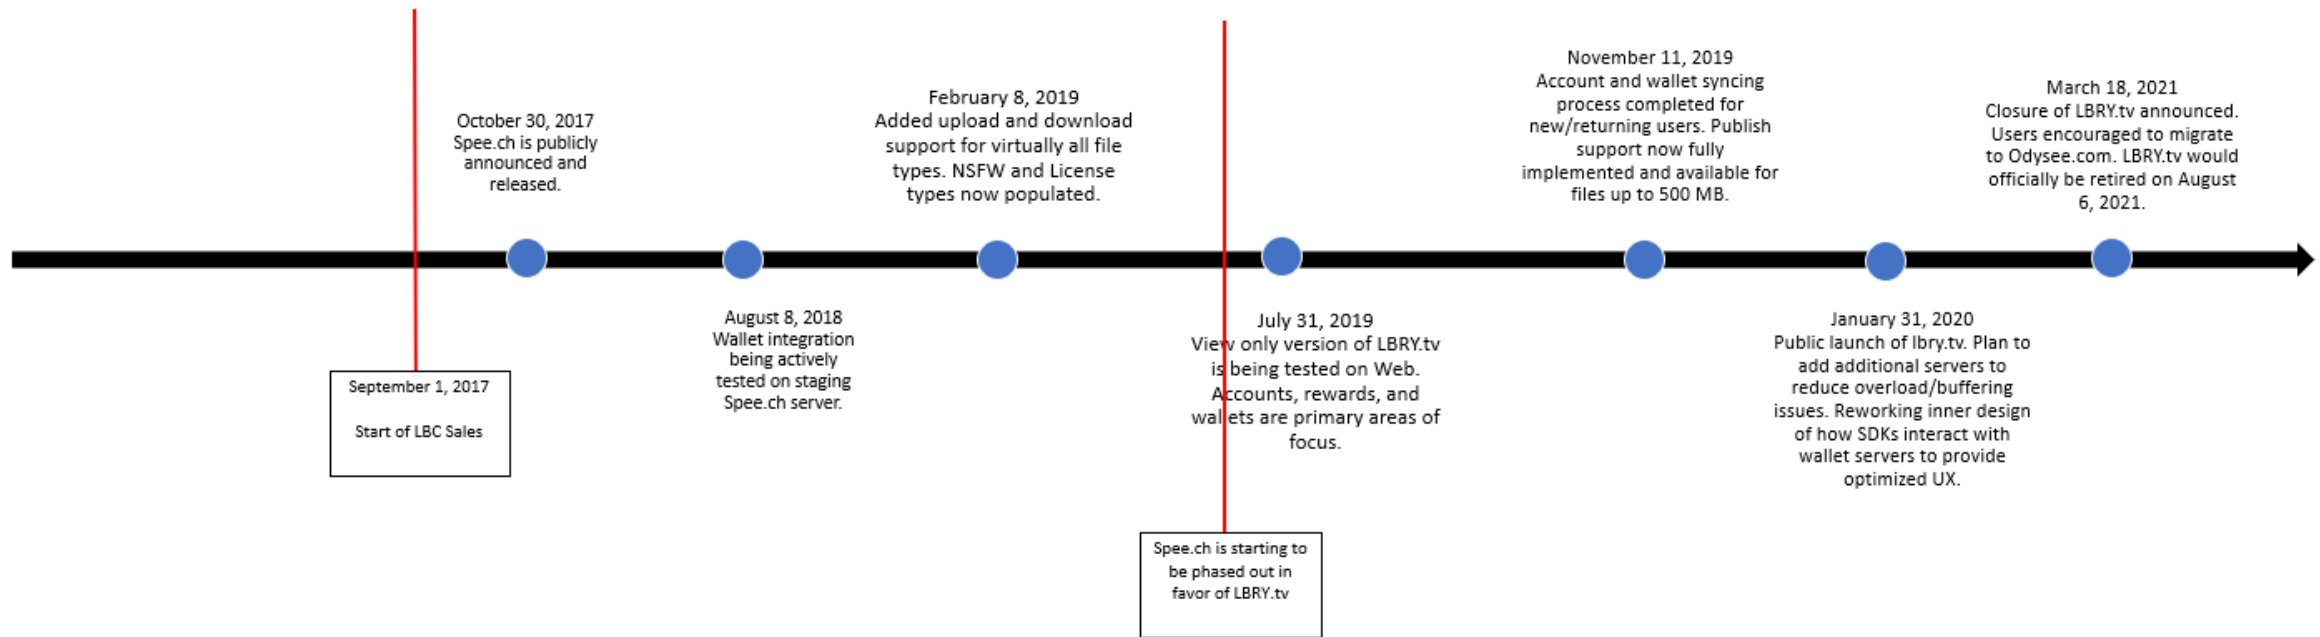 October 30, 2017
Spee.ch is publicly
announced and
released.
February 8, 2019
Added upload and download
support for virtually all file
types. NSFW and License
types now populated.
November 11, 2019
Account and wallet syncing
process completed for
new/returning users. Publish
support now fully
implemented and available for
files up to 500 MB.
March 18, 2021
Closure of LBRY.tv announced.
Users encouraged to migrate
to Odysee.com. LBRY.tv would
officially be retired on August
6, 2021.
September 1, 2017
Start of LBC Sales
August 8, 2018
Wallet integration
being actively
tested on staging
Spee.ch server.
July 31, 2019
View only version of LBRY.tv
is being tested on Web.
Accounts, rewards, and
wallets are primary areas of
focus.
January 31, 2020
Public launch of lbry.tv. Plan to
add additional servers to
reduce overload/buffering
issues. Reworking inner design
of how SDKs interact with
wallet servers to provide
optimized UX.
Spee.ch is starting to
be phased out in
favor of LBRY.tv